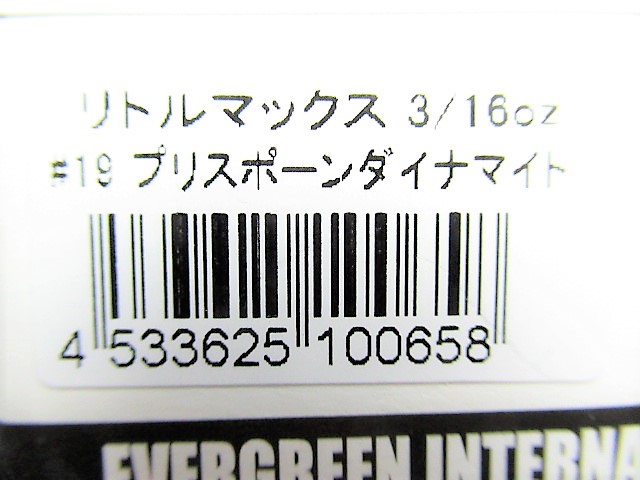 リトルマックス 3/16oz
#19 プリスポーンダイナマイト
4 533625 100658
EVERGREEN INTERNA